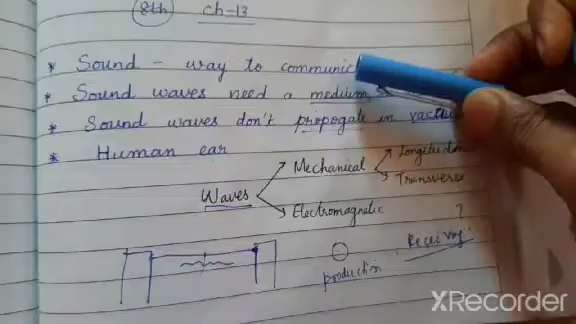 8th ch-13
* Sound - way to communic
* Sound waves need a medium
* Sound waves don't propogate in vacuu
* Human ear
Waves
Mechanical
Longitud
Transverse
Electromagnetic
?
production
Receiving
XRecorder